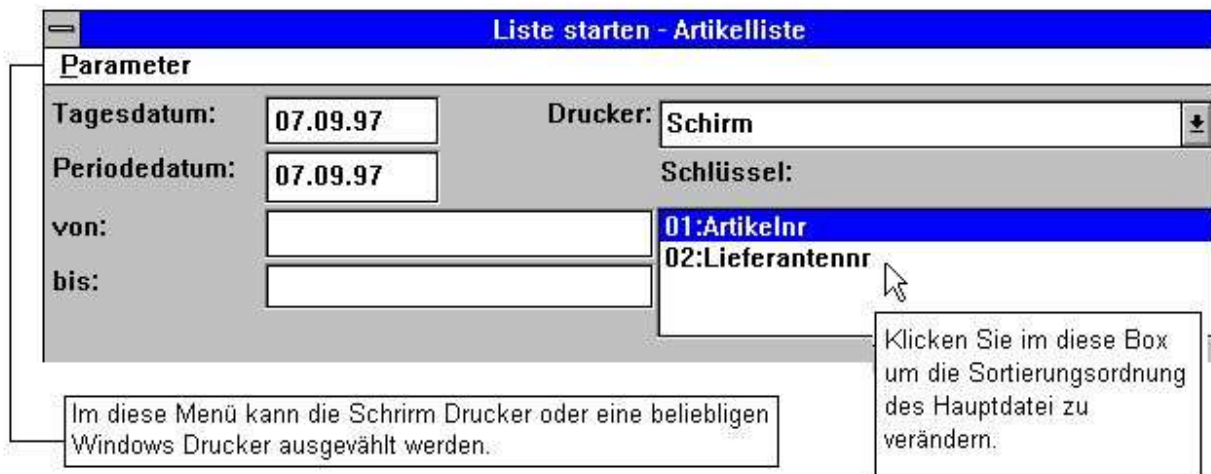 Liste starten - Artikelliste
Parameter
Tagesdatum: 07.09.97 Drucker: Schirm
Periodedatum: 07.09.97 Schlüssel:
von: 01:Artikelnr
02:Lieferantennr
bis:
Klicken Sie im diese Box
um die Sortierungsordnung
des Hauptdatei zu
verändern.
Im diese Menü kann die Schrirm Drucker oder eine beliebligen
Windows Drucker ausgevählt werden.